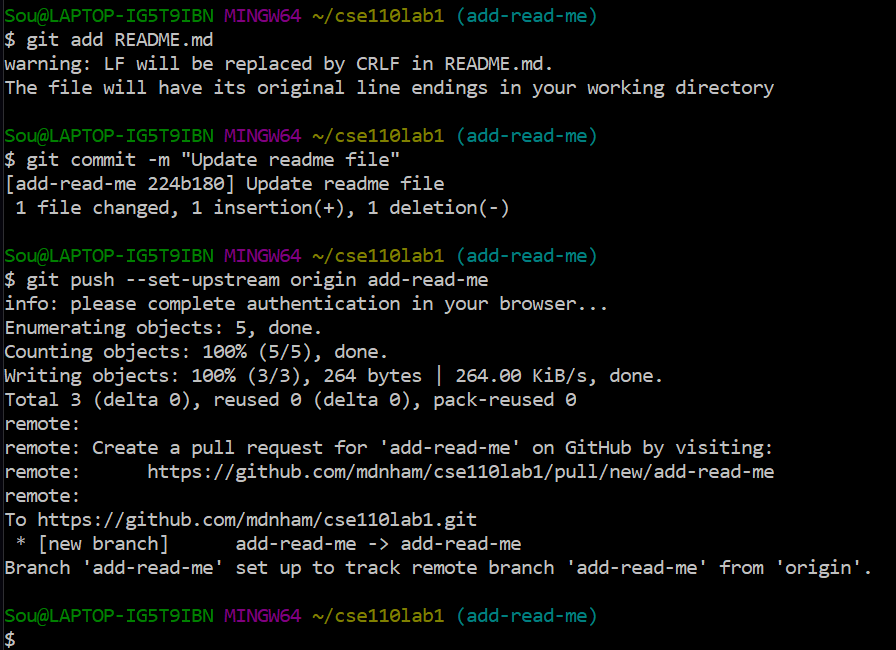 Sou@LAPTOP-IG5T9IBN MINGW64 ~/cse110lab1 (add-read-me)
$ git add README.md
warning: LF will be replaced by CRLF in README.md.
The file will have its original line endings in your working directory
Sou@LAPTOP-IG5T9IBN MINGW64 ~/cse110lab1 (add-read-me)
$ git commit -m "Update readme file"
[add-read-me 224b180] Update readme file
 1 file changed, 1 insertion(+), 1 deletion(-)
Sou@LAPTOP-IG5T9IBN MINGW64 ~/cse110lab1 (add-read-me)
$ git push --set-upstream origin add-read-me
info: please complete authentication in your browser...
Enumerating objects: 5, done.
Counting objects: 100% (5/5), done.
Writing objects: 100% (3/3), 264 bytes | 264.00 KiB/s, done.
Total 3 (delta 0), reused 0 (delta 0), pack-reused 0
remote:
remote: Create a pull request for 'add-read-me' on GitHub by visiting:
remote:      https://github.com/mdnham/cse110lab1/pull/new/add-read-me
remote:
To https://github.com/mdnham/cse110lab1.git
 * [new branch]      add-read-me -> add-read-me
Branch 'add-read-me' set up to track remote branch 'add-read-me' from 'origin'.
Sou@LAPTOP-IG5T9IBN MINGW64 ~/cse110lab1 (add-read-me)
$